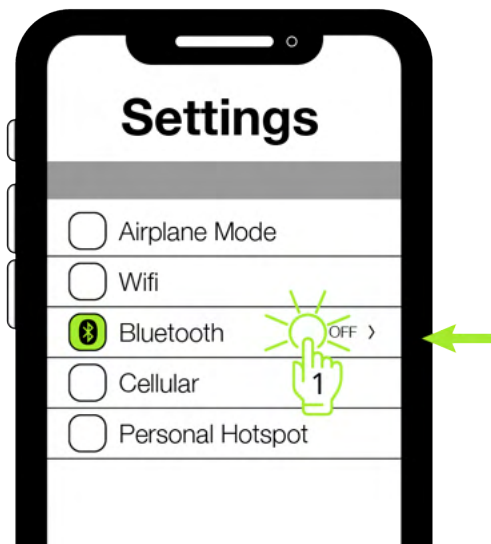 Settings
Airplane Mode
Wifi
Bluetooth OFF >
Cellular
1
Personal Hotspot